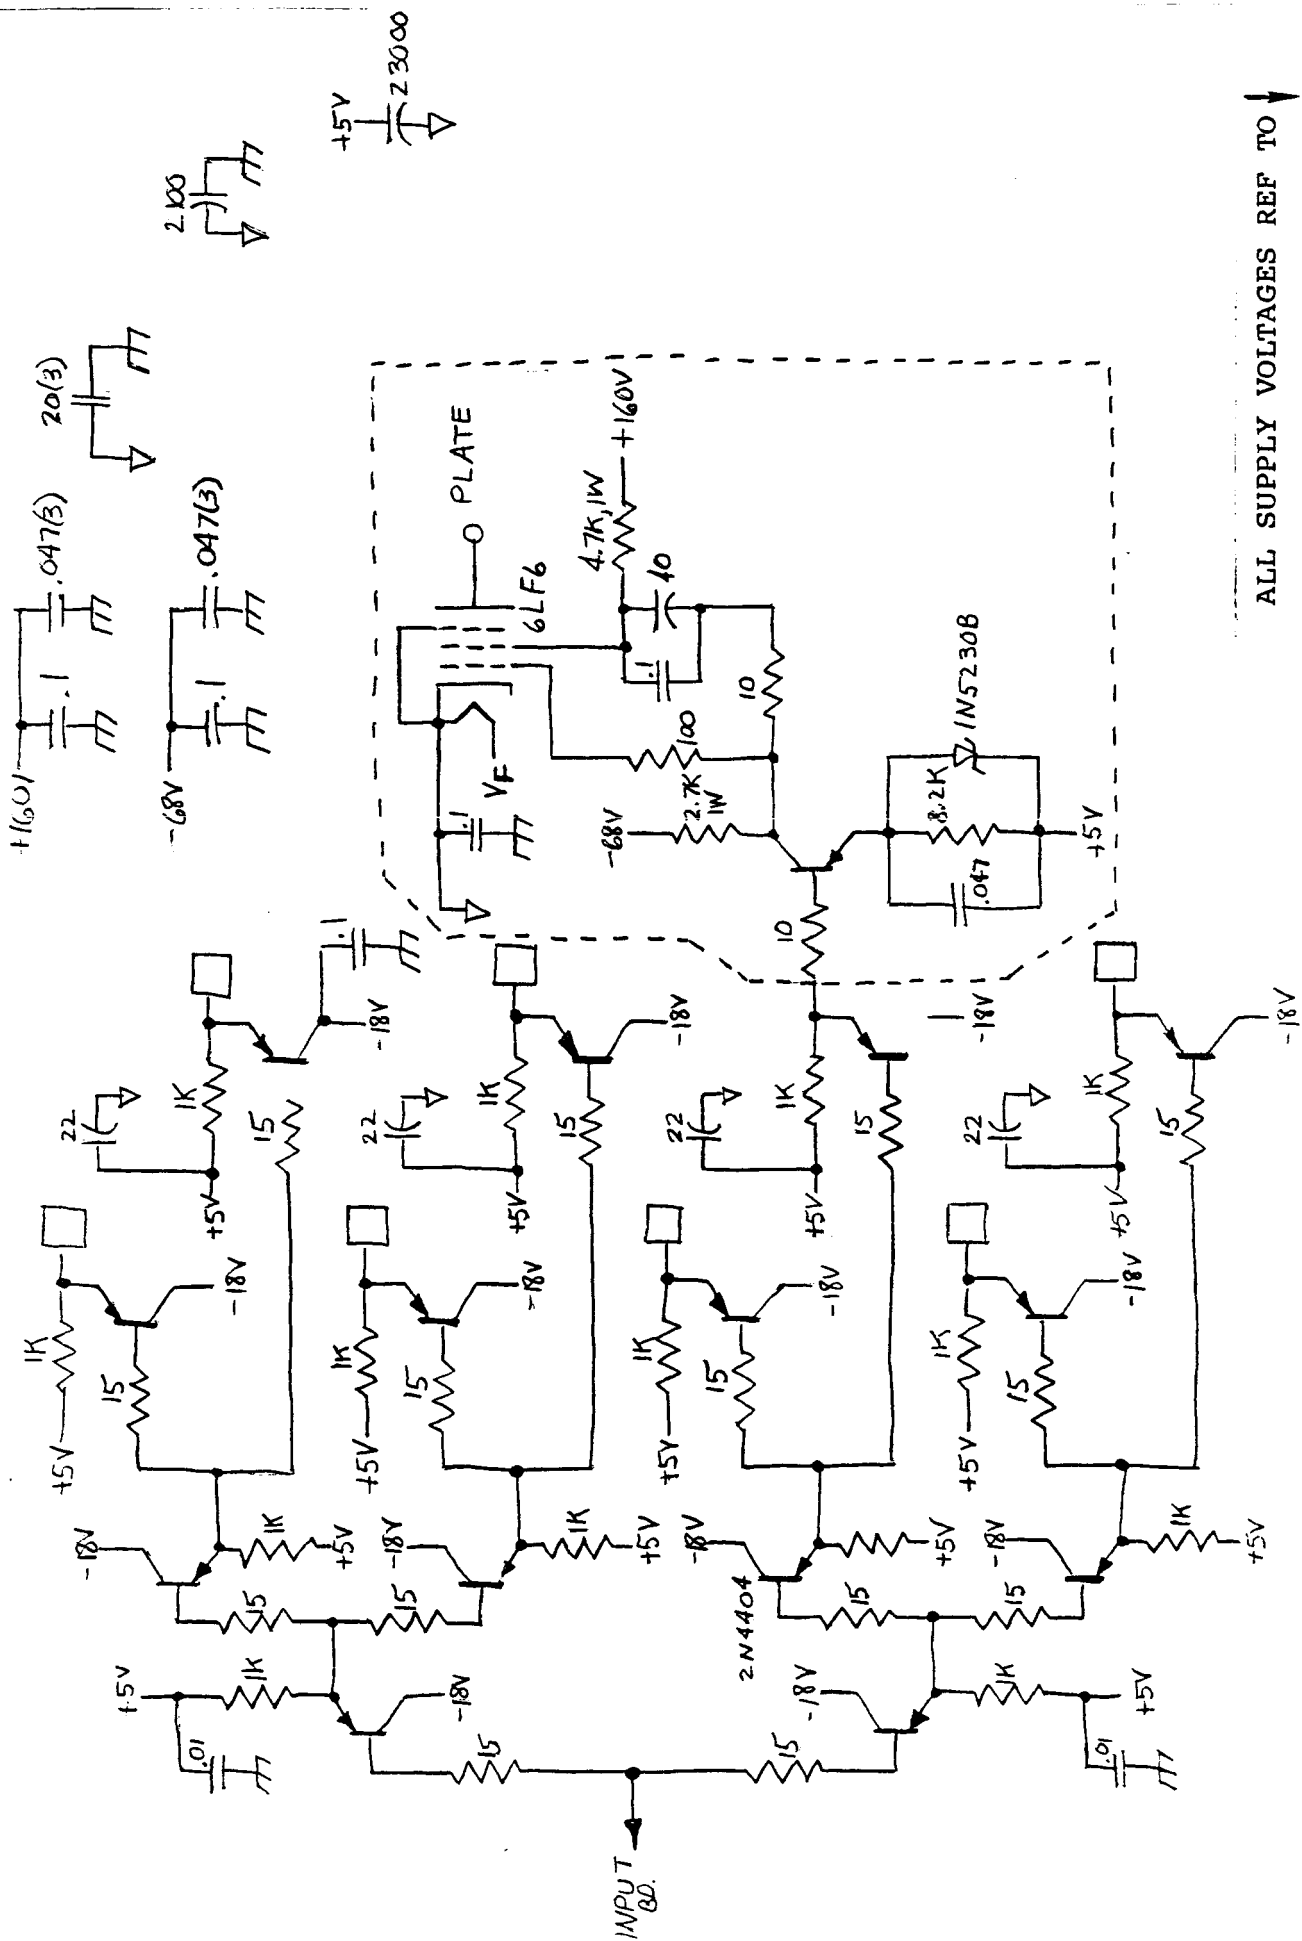 +160V
.1
.047(3)
20(3)
-68V
.1
.047(3)
2100
+5V
23000
+5V
1K
15
-18V
22
+5V
1K
15
-18V
.1
-18V
1K
+5V
15
+5V
1K
15
-18V
22
+5V
1K
15
-18V
-18V
1K
+5V
15
+5V
.01
1K
-18V
15
INPUT
BD.
15
-18V
1K
.01
+5V
+5V
1K
15
-18V
22
+5V
1K
15
-18V
-18V
+5V
15
2N4404
+5V
1K
15
-18V
22
+5V
1K
15
-18V
-18V
1K
+5V
15
.1
VF
PLATE
6LF6
4.7K,1W
+160V
.1
40
10
100
-68V
2.7K
1W
10
.047
8.2K
1N5230B
+5V
ALL SUPPLY VOLTAGES REF TO